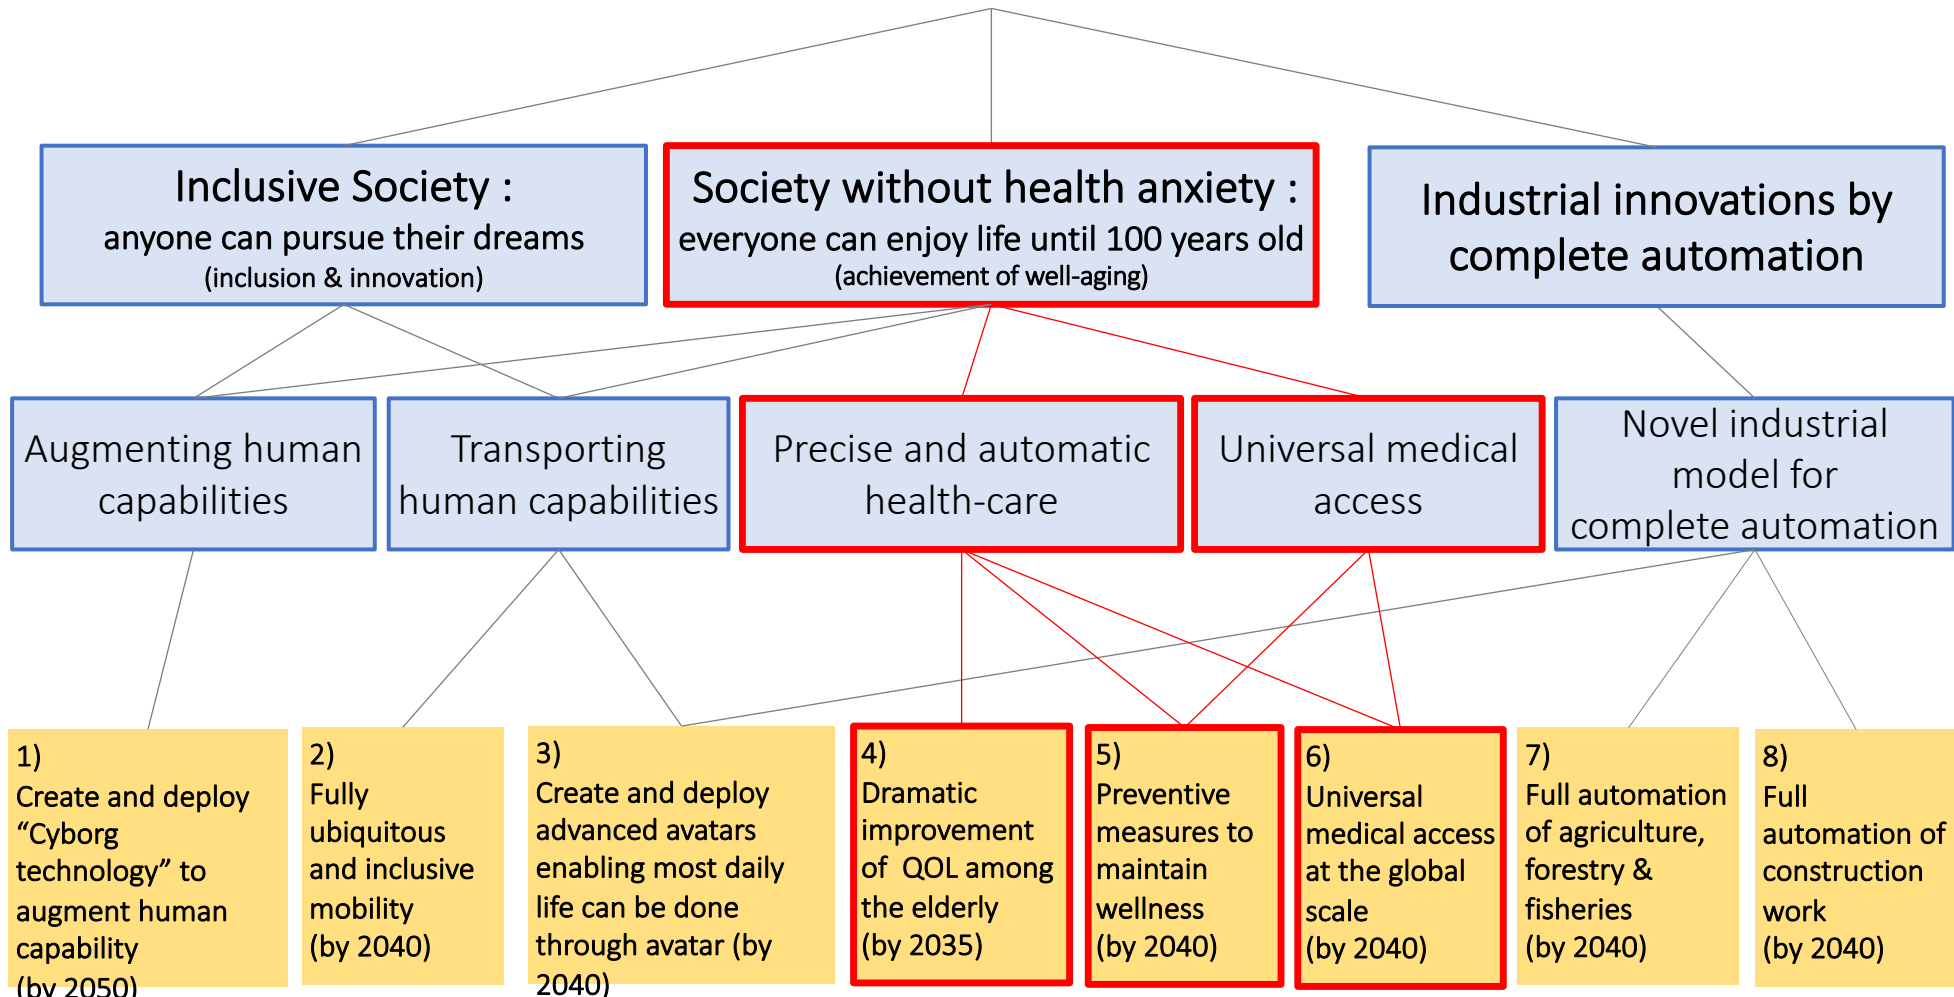 Inclusive Society :
anyone can pursue their dreams
(inclusion & innovation)
Society without health anxiety :
everyone can enjoy life until 100 years old
(achievement of well-aging)
Industrial innovations by
complete automation
Augmenting human
capabilities
Transporting
human capabilities
Precise and automatic
health-care
Universal medical
access
Novel industrial
model for
complete automation
1)
Create and deploy
“Cyborg
technology” to
augment human
capability
(by 2050)
2)
Fully
ubiquitous
and inclusive
mobility
(by 2040)
3)
Create and deploy
advanced avatars
enabling most daily
life can be done
through avatar (by
2040)
4)
Dramatic
improvement
of QOL among
the elderly
(by 2035)
5)
Preventive
measures to
maintain
wellness
(by 2040)
6)
Universal
medical access
at the global
scale
(by 2040)
7)
Full automation
of agriculture,
forestry &
fisheries
(by 2040)
8)
Full
automation of
construction
work
(by 2040)